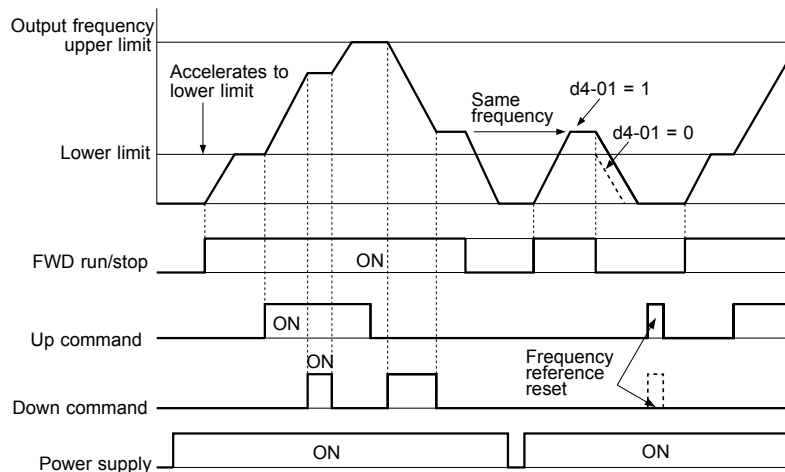 Output frequency
upper limit
Accelerates to
lower limit
Same
frequency
d4-01 = 1
d4-01 = 0
Lower limit
FWD run/stop
ON
Up command
ON
ON
Frequency
reference
reset
Down command
Power supply
ON
ON